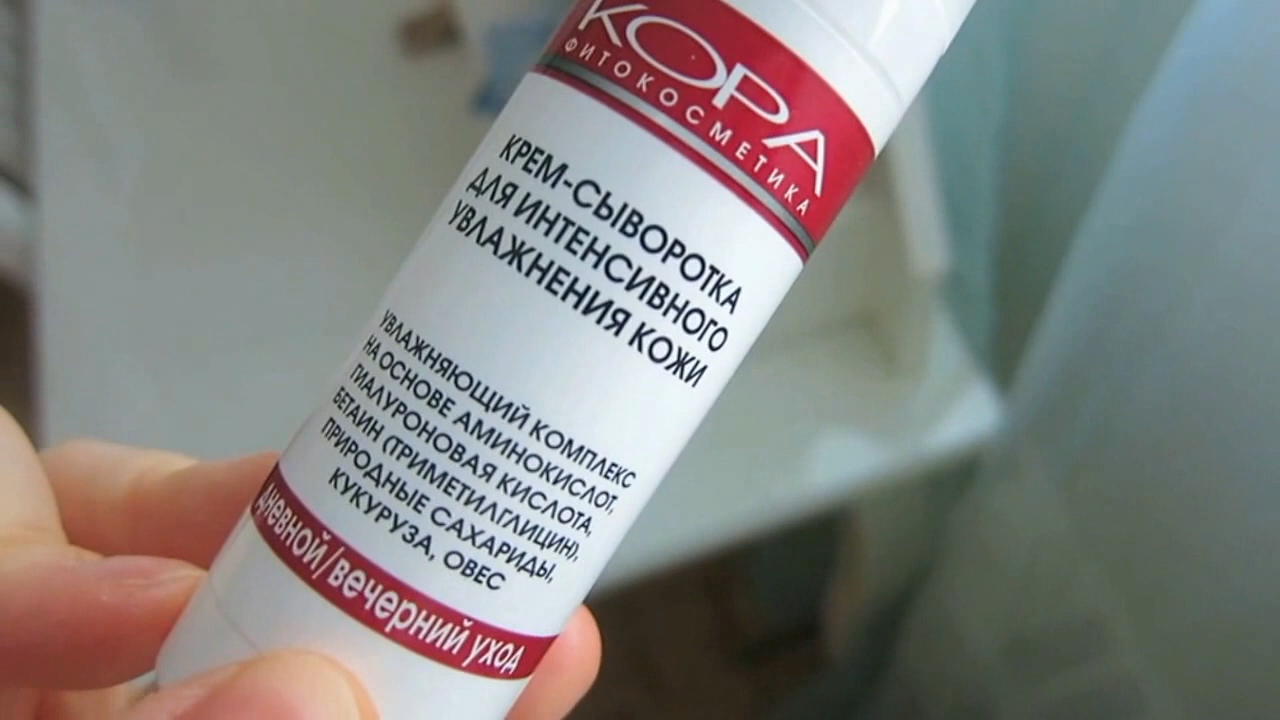 КОРА
ФИТОКОСМЕТИКА
КРЕМ-СЫВОРОТКА
ДЛЯ ИНТЕНСИВНОГО
УВЛАЖНЕНИЯ КОЖИ
УВЛАЖНЯЮЩИЙ КОМПЛЕКС
НА ОСНОВЕ АМИНОКИСЛОТ,
ГИАЛУРОНОВАЯ КИСЛОТА,
БЕТАИН (ТРИМЕТИЛГЛИЦИН),
ПРИРОДНЫЕ САХАРИДЫ,
КУКУРУЗА, ОВЕС
дневной/вечерний уход